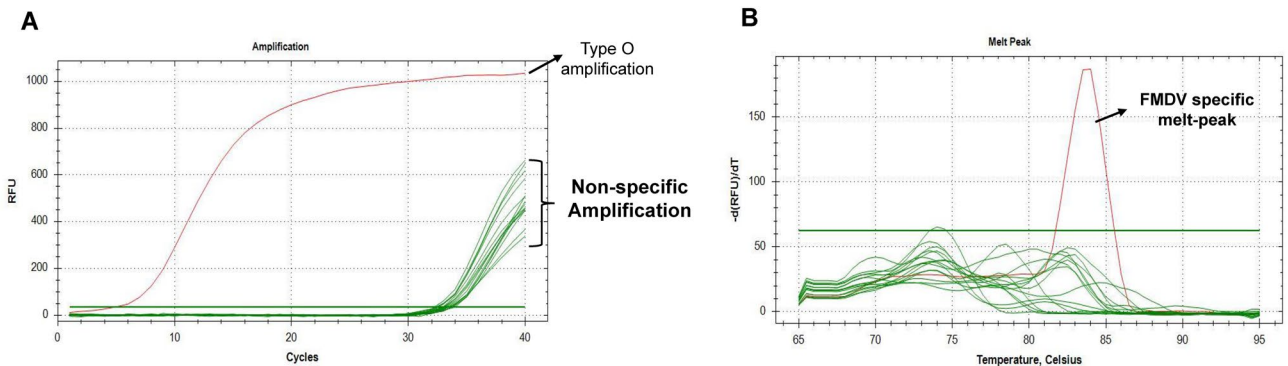 A
Amplification
Type O
amplification
1000
800
600
400
200
0
RFU
Non-specific
Amplification
0
10
20
30
40
Cycles
B
Melt Peak
FMDV specific
melt-peak
150
100
50
0
-d(RFU)/dT
65
70
75
80
85
90
95
Temperature, Celsius